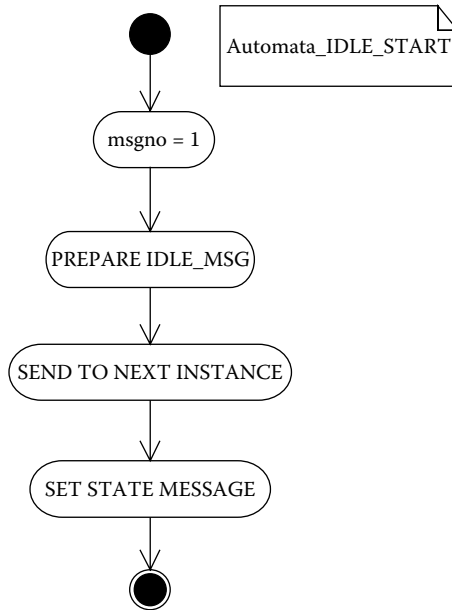 Automata_IDLE_START
msgno = 1
PREPARE IDLE_MSG
SEND TO NEXT INSTANCE
SET STATE MESSAGE